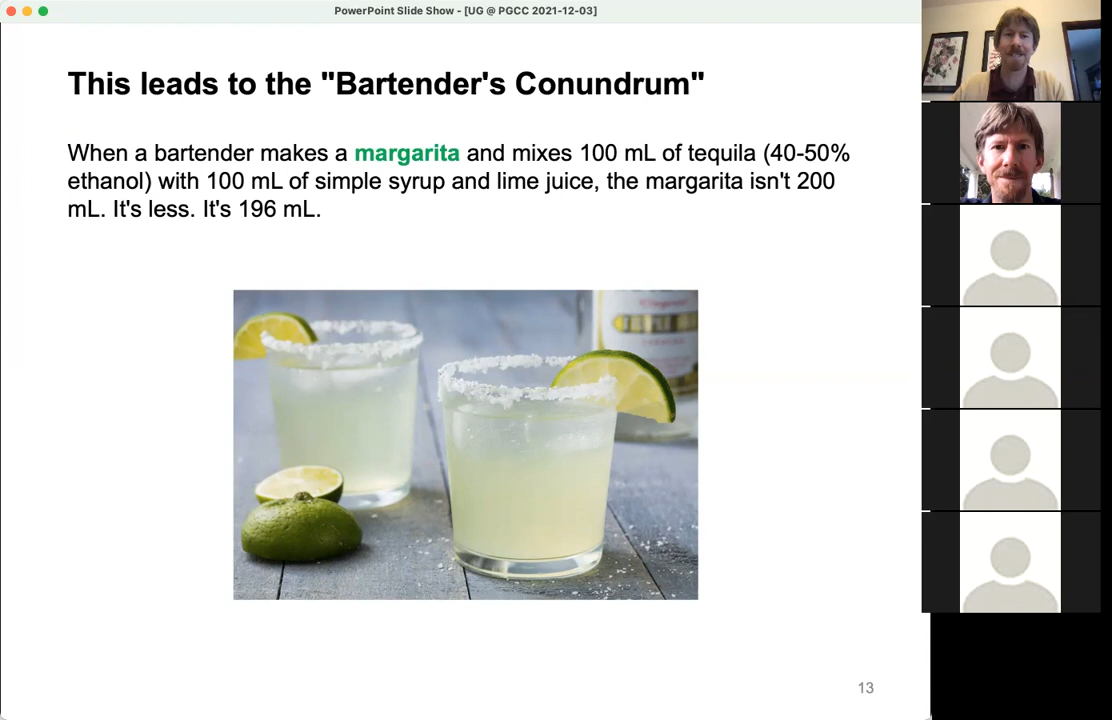 PowerPoint Slide Show - [UG @ PGCC 2021-12-03]
This leads to the "Bartender's Conundrum"
When a bartender makes a margarita and mixes 100 mL of tequila (40-50%
ethanol) with 100 mL of simple syrup and lime juice, the margarita isn't 200
mL. It's less. It's 196 mL.
13